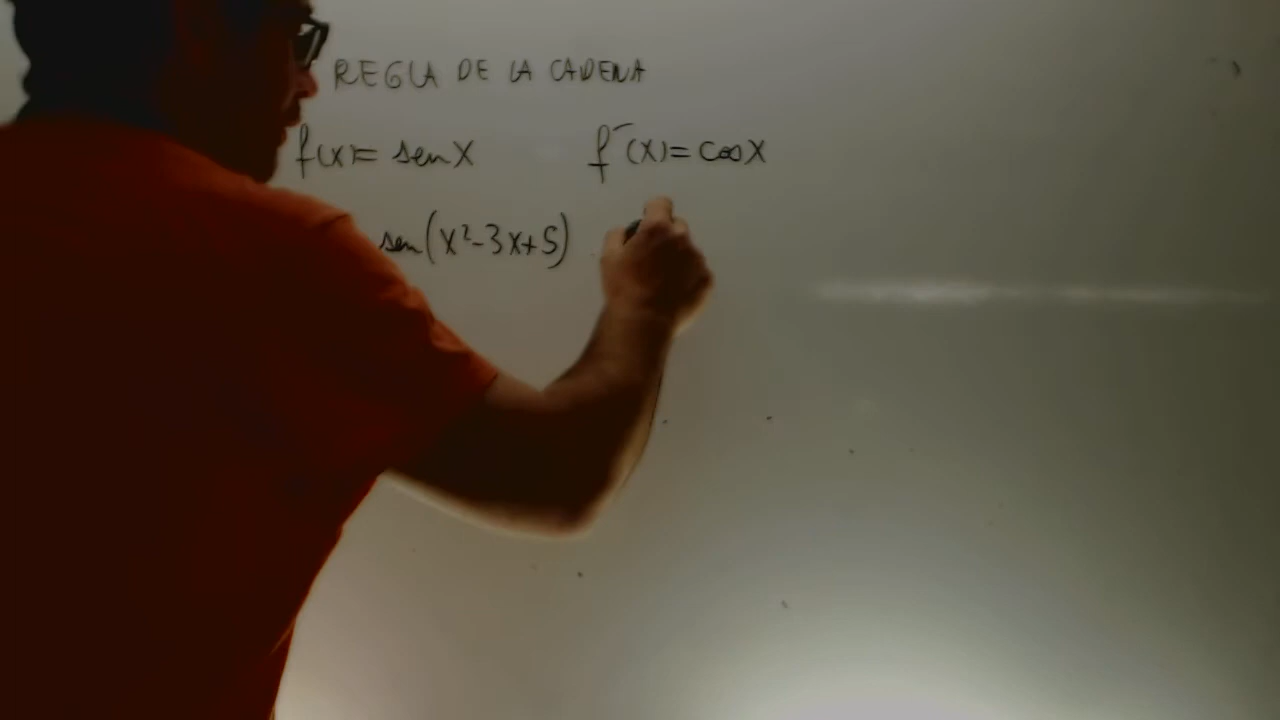 REGLA DE LA CADENA
f(x)= sen x f'(x)= cos x
sen(x²-3x+5)